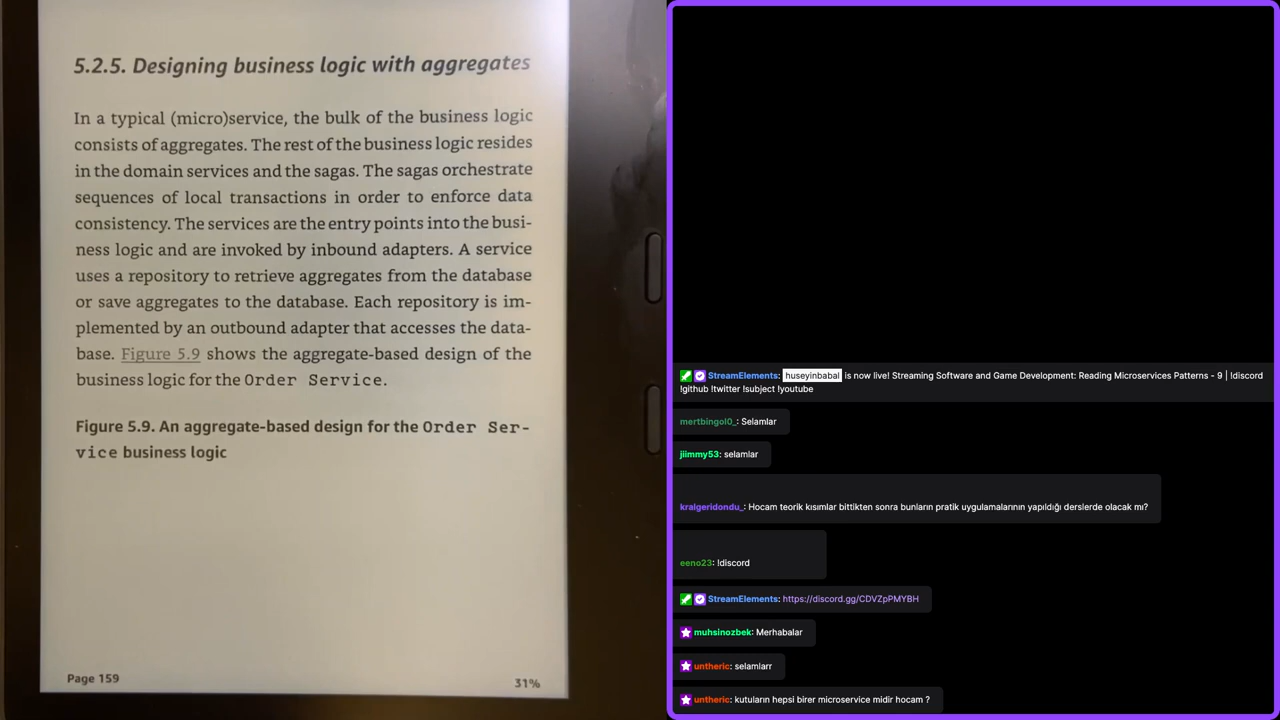 5.2.5. Designing business logic with aggregates
In a typical (micro)service, the bulk of the business logic
consists of aggregates. The rest of the business logic resides
in the domain services and the sagas. The sagas orchestrate
sequences of local transactions in order to enforce data
consistency. The services are the entry points into the busi-
ness logic and are invoked by inbound adapters. A service
uses a repository to retrieve aggregates from the database
or save aggregates to the database. Each repository is im-
plemented by an outbound adapter that accesses the data-
base. Figure 5.9 shows the aggregate-based design of the
business logic for the Order Service.
Figure 5.9. An aggregate-based design for the Order Ser-
vice business logic
Page 159
31%
StreamElements: huseyinbabal is now live! Streaming Software and Game Development: Reading Microservices Patterns - 9 | !discord
!github !twitter !subject !youtube
mertbingol0_: Selamlar
jiimmy53: selamlar
kralgeridondu_: Hocam teorik kısımlar bittikten sonra bunların pratik uygulamalarının yapıldığı derslerde olacak mı?
eeno23: !discord
StreamElements: https://discord.gg/CDVZpPMYBH
muhsinozbek: Merhabalar
untheric: selamlarr
untheric: kutuların hepsi birer microservice midir hocam ?